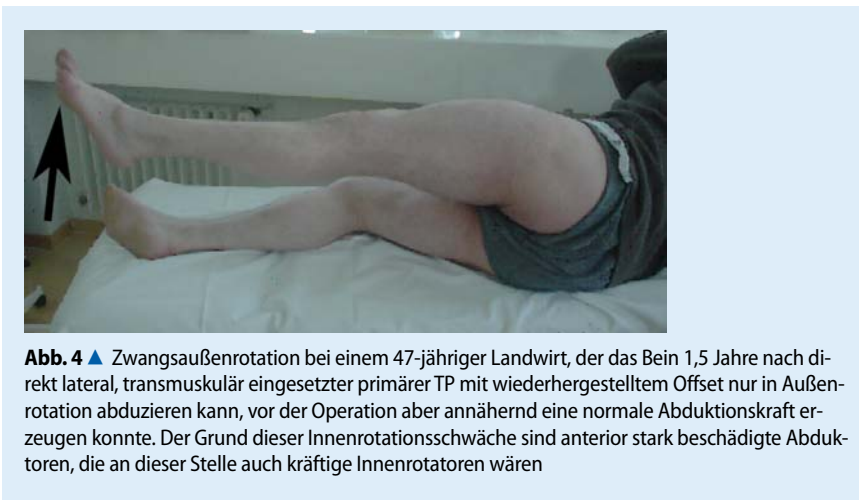 Abb. 4 ▲ Zwangsaußenrotation bei einem 47-jähriger Landwirt, der das Bein 1,5 Jahre nach di-
rekt lateral, transmuskulär eingesetzter primärer TP mit wiederhergestelltem Offset nur in Außen-
rotation abduzieren kann, vor der Operation aber annähernd eine normale Abduktionskraft er-
zeugen konnte. Der Grund dieser Innenrotationsschwäche sind anterior stark beschädigte Abduk-
toren, die an dieser Stelle auch kräftige Innenrotatoren wären